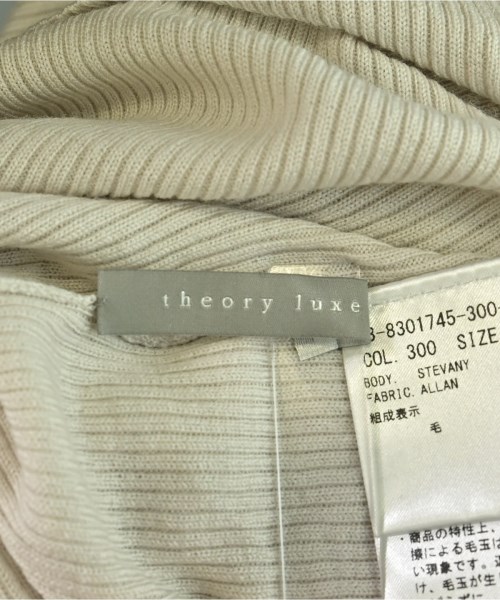 theory luxe
-8301745-300-
COL. 300 SIZE
BODY. STEVANY
FABRIC. ALLAN
組成表示
毛
・商品の特性上、
擦による毛玉は
い現象です。
け、毛玉が生